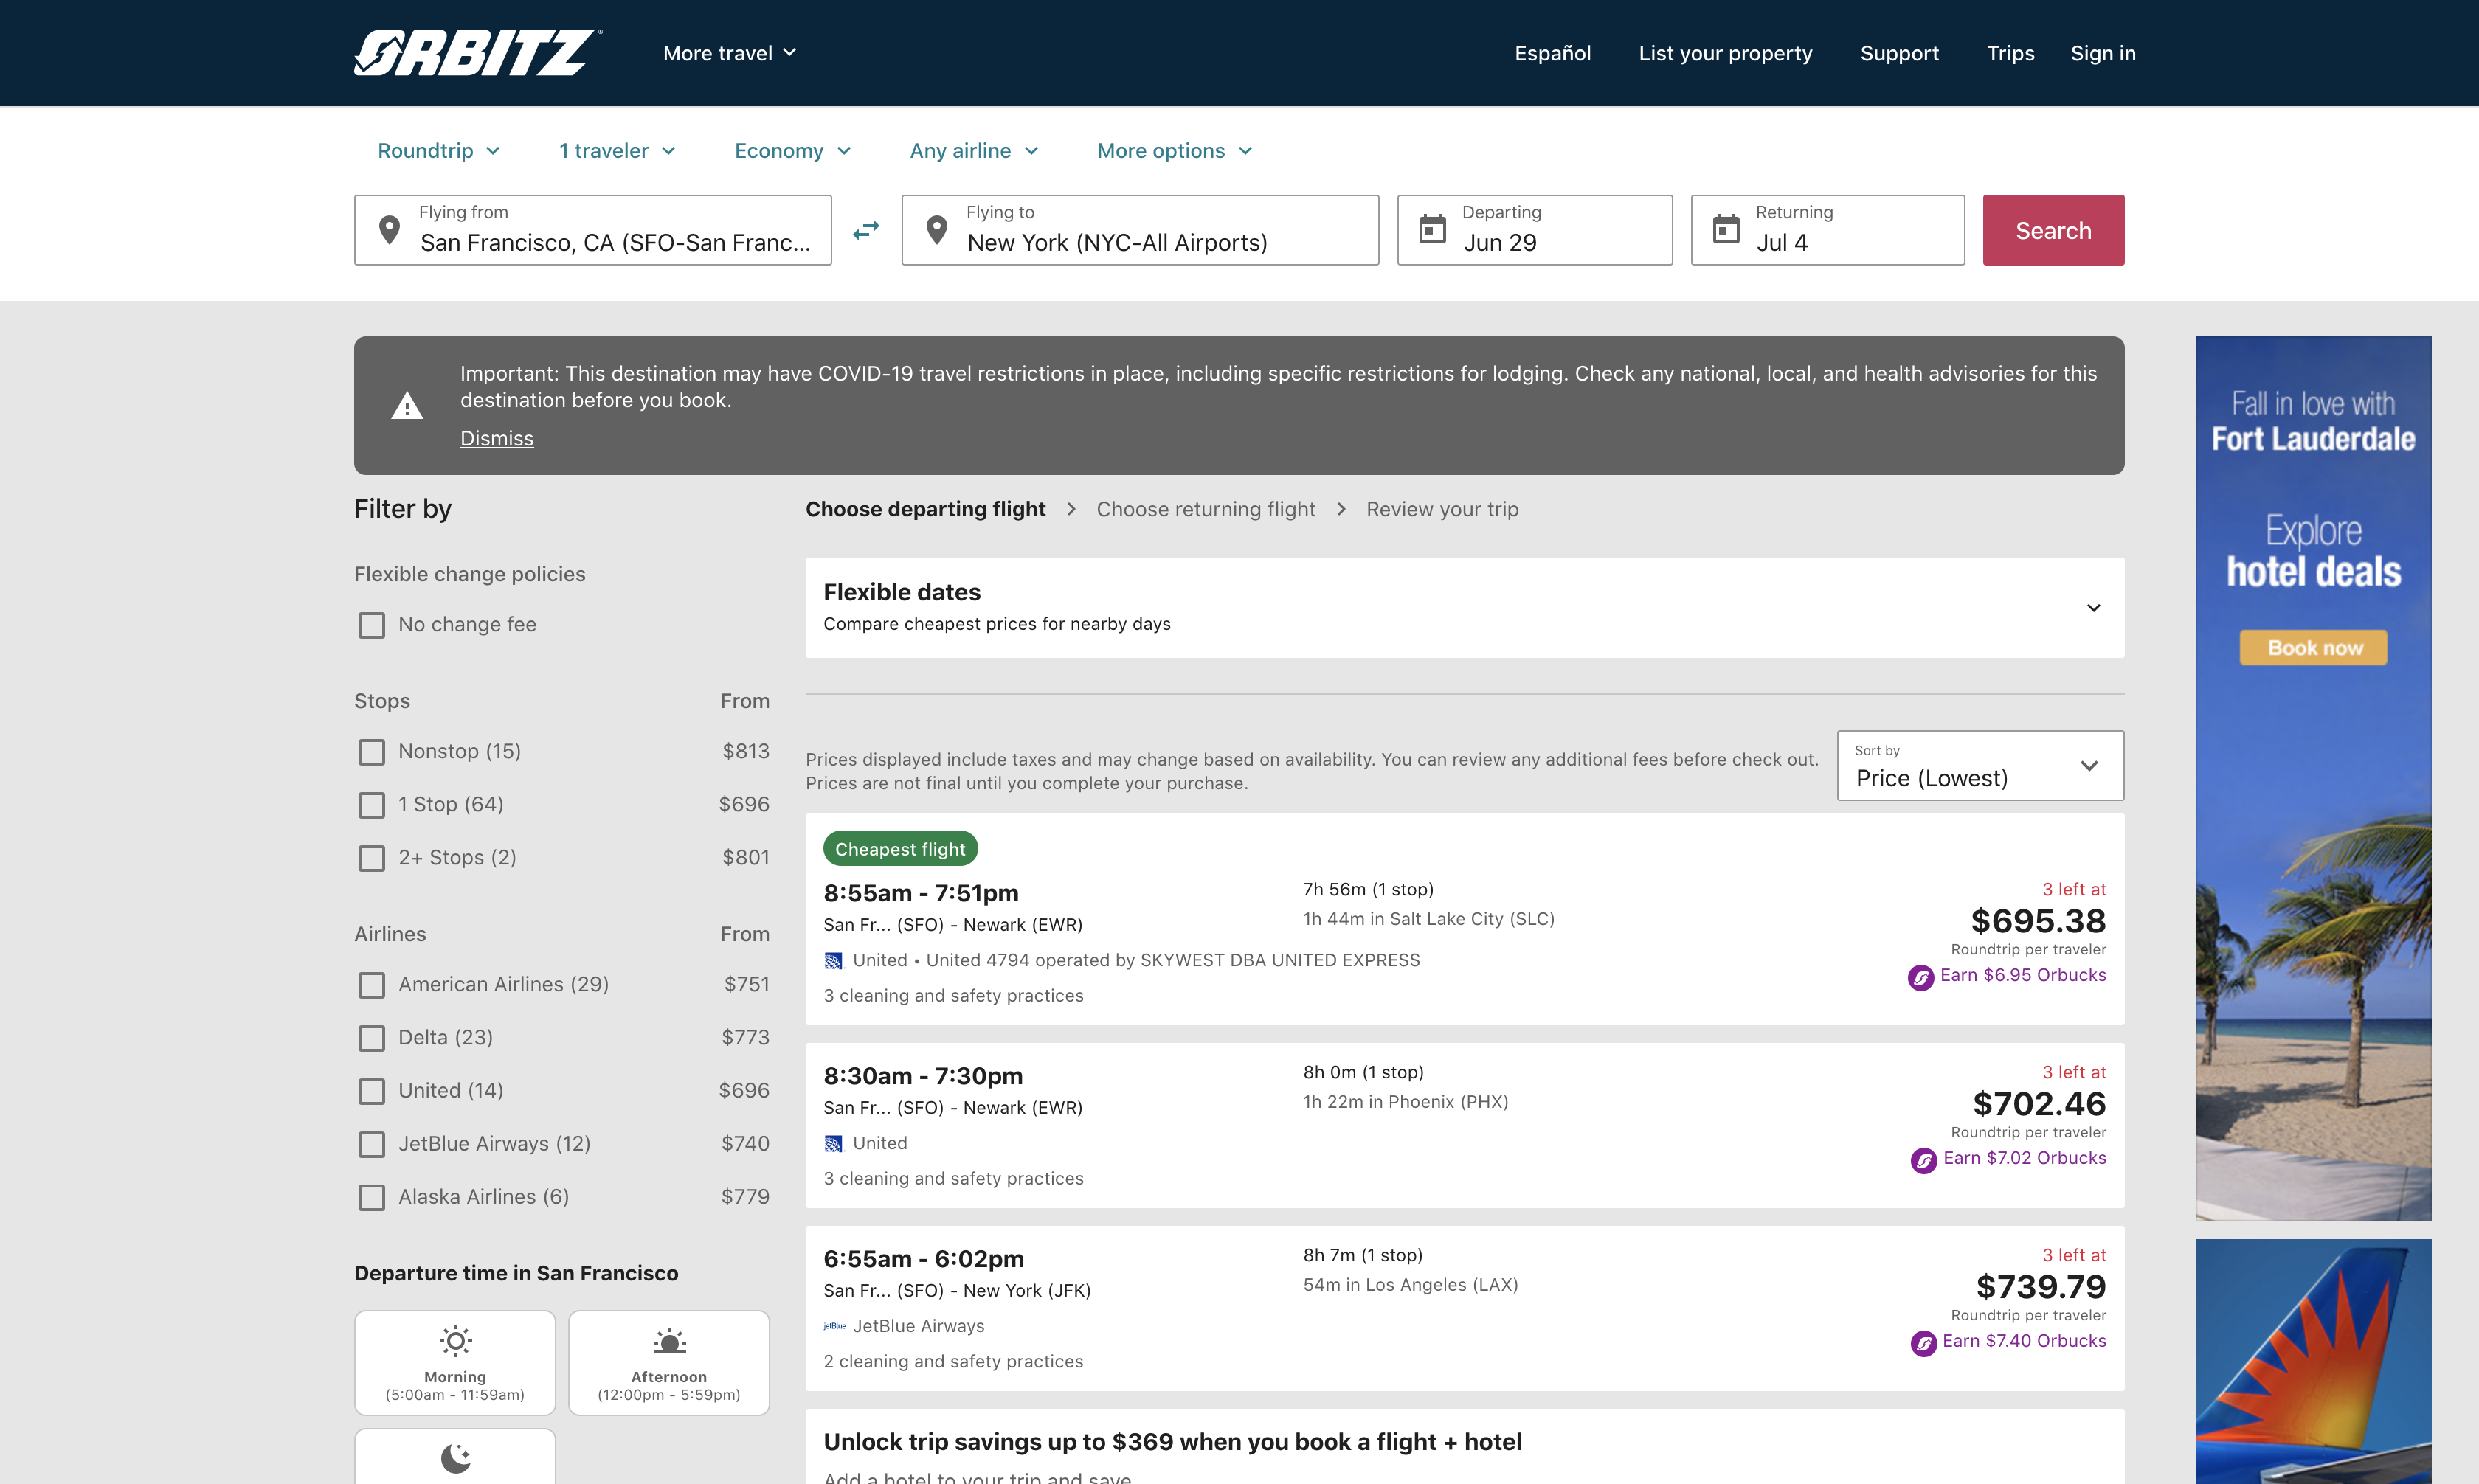 ORBITZ
More travel
Español
List your property
Support
Trips
Sign in
Roundtrip
1 traveler
Economy
Any airline
More options
Flying from
San Francisco, CA (SFO-San Franc...
Flying to
New York (NYC-All Airports)
Departing
Jun 29
Returning
Jul 4
Search
Important: This destination may have COVID-19 travel restrictions in place, including specific restrictions for lodging. Check any national, local, and health advisories for this
destination before you book.
Dismiss
Filter by
Flexible change policies
No change fee
Stops From
Nonstop (15) $813
1 Stop (64) $696
2+ Stops (2) $801
Airlines From
American Airlines (29) $751
Delta (23) $773
United (14) $696
JetBlue Airways (12) $740
Alaska Airlines (6) $779
Departure time in San Francisco
Morning
(5:00am - 11:59am)
Afternoon
(12:00pm - 5:59pm)
Choose departing flight
Choose returning flight
Review your trip
Flexible dates
Compare cheapest prices for nearby days
Prices displayed include taxes and may change based on availability. You can review any additional fees before check out.
Prices are not final until you complete your purchase.
Sort by
Price (Lowest)
Cheapest flight
8:55am - 7:51pm
San Fr... (SFO) - Newark (EWR)
United • United 4794 operated by SKYWEST DBA UNITED EXPRESS
3 cleaning and safety practices
7h 56m (1 stop)
1h 44m in Salt Lake City (SLC)
3 left at
$695.38
Roundtrip per traveler
Earn $6.95 Orbucks
8:30am - 7:30pm
San Fr... (SFO) - Newark (EWR)
United
3 cleaning and safety practices
8h 0m (1 stop)
1h 22m in Phoenix (PHX)
3 left at
$702.46
Roundtrip per traveler
Earn $7.02 Orbucks
6:55am - 6:02pm
San Fr... (SFO) - New York (JFK)
jetBlue JetBlue Airways
2 cleaning and safety practices
8h 7m (1 stop)
54m in Los Angeles (LAX)
3 left at
$739.79
Roundtrip per traveler
Earn $7.40 Orbucks
Unlock trip savings up to $369 when you book a flight + hotel
Add a hotel to your trip and save
Fall in love with
Fort Lauderdale
Explore
hotel deals
Book now